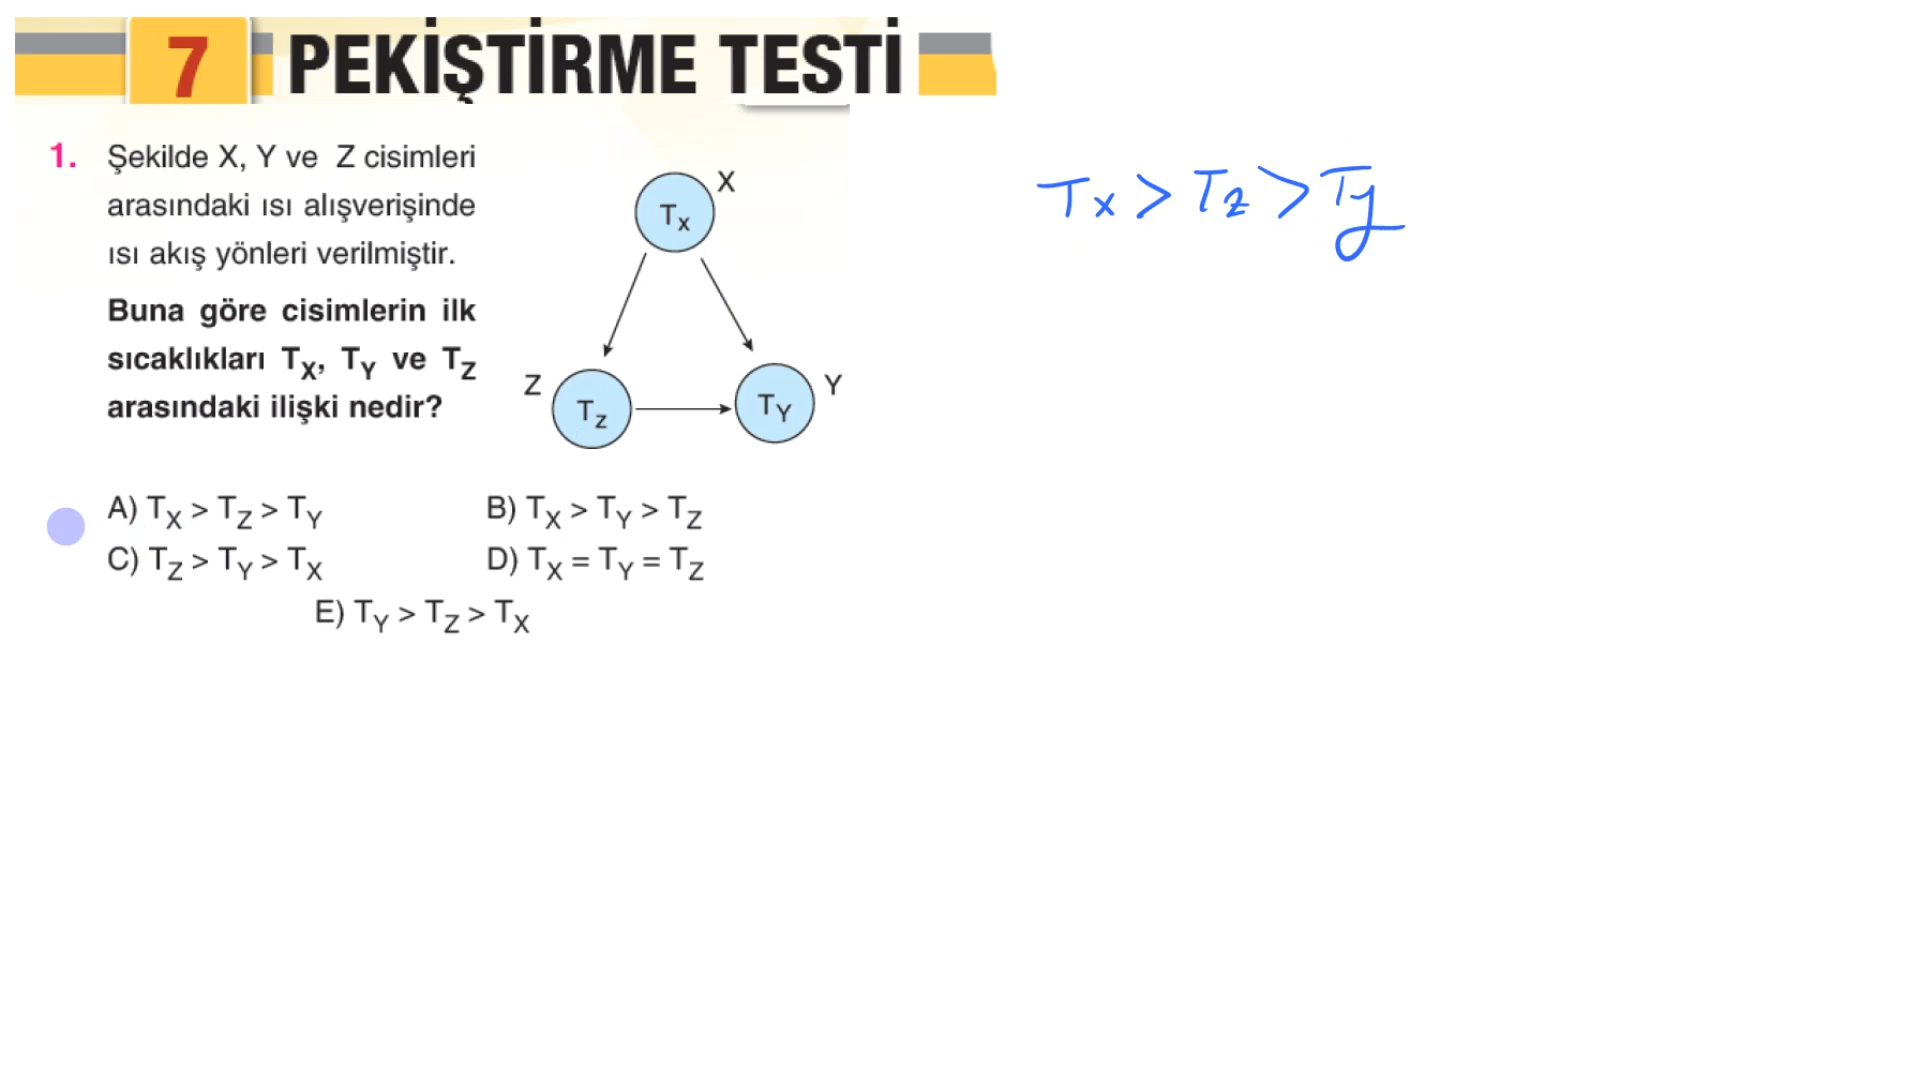 7 PEKİŞTİRME TESTİ
1. Şekilde X, Y ve Z cisimleri
arasındaki ısı alışverişinde
ısı akış yönleri verilmiştir.
Buna göre cisimlerin ilk
sıcaklıkları TX, TY ve TZ
arasındaki ilişki nedir?
X
TX
Z
TZ
TY
Y
A) TX > TZ > TY
B) TX > TY > TZ
C) TZ > TY > TX
D) TX = TY = TZ
E) TY > TZ > TX
Tx > Tz > Ty